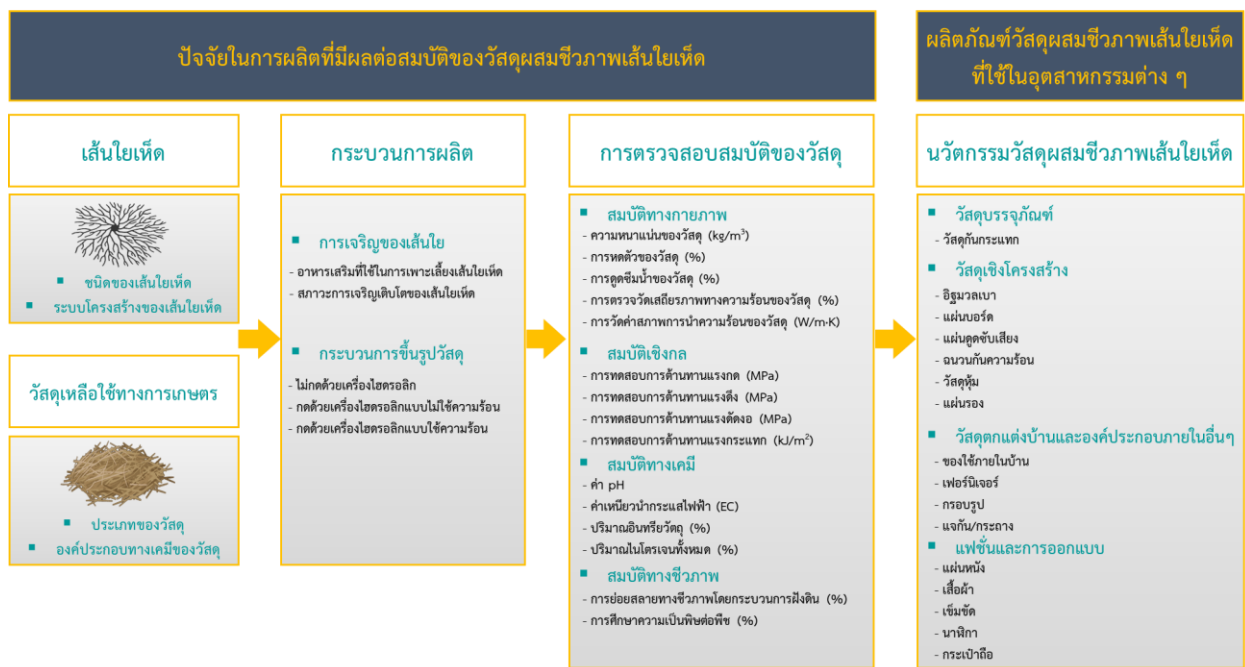 ปัจจัยในการผลิตที่มีผลต่อสมบัติของวัสดุผสมชีวภาพเส้นใยเห็ด
ผลิตภัณฑ์วัสดุผสมชีวภาพเส้นใยเห็ด
ที่ใช้ในอุตสาหกรรมต่าง ๆ
เส้นใยเห็ด
▪ ชนิดของเส้นใยเห็ด
▪ ระบบโครงสร้างของเส้นใยเห็ด
วัสดุเหลือใช้ทางการเกษตร
▪ ประเภทของวัสดุ
▪ องค์ประกอบทางเคมีของวัสดุ
กระบวนการผลิต
▪ การเจริญของเส้นใย
- อาหารเสริมที่ใช้ในการเพาะเลี้ยงเส้นใยเห็ด
- สภาวะการเจริญเติบโตของเส้นใยเห็ด
▪ กระบวนการขึ้นรูปวัสดุ
- ไม่กดด้วยเครื่องไฮดรอลิก
- กดด้วยเครื่องไฮดรอลิกแบบไม่ใช้ความร้อน
- กดด้วยเครื่องไฮดรอลิกแบบใช้ความร้อน
การตรวจสอบสมบัติของวัสดุ
▪ สมบัติทางกายภาพ
- ความหนาแน่นของวัสดุ (kg/m³)
- การหดตัวของวัสดุ (%)
- การดูดซึมน้ำของวัสดุ (%)
- การตรวจวัดเสถียรภาพทางความร้อนของวัสดุ (%)
- การวัดค่าสภาพการนำความร้อนของวัสดุ (W/m·K)
▪ สมบัติเชิงกล
- การทดสอบการต้านทานแรงกด (MPa)
- การทดสอบการต้านทานแรงดึง (MPa)
- การทดสอบการต้านทานแรงดัดงอ (MPa)
- การทดสอบการต้านทานแรงกระแทก (kJ/m²)
▪ สมบัติทางเคมี
- ค่า pH
- ค่าเหนียวนำกระแสไฟฟ้า (EC)
- ปริมาณอินทรียวัตถุ (%)
- ปริมาณไนโตรเจนทั้งหมด (%)
▪ สมบัติทางชีวภาพ
- การย่อยสลายทางชีวภาพโดยกระบวนการฝังดิน (%)
- การศึกษาความเป็นพิษต่อพืช (%)
นวัตกรรมวัสดุผสมชีวภาพเส้นใยเห็ด
▪ วัสดุบรรจุภัณฑ์
- วัสดุกันกระแทก
▪ วัสดุเชิงโครงสร้าง
- อิฐมวลเบา
- แผ่นบอร์ด
- แผ่นดูดซับเสียง
- ฉนวนกันความร้อน
- วัสดุหุ้ม
- แผ่นรอง
▪ วัสดุตกแต่งบ้านและองค์ประกอบภายในอื่นๆ
- ของใช้ภายในบ้าน
- เฟอร์นิเจอร์
- กรอบรูป
- แจกัน/กระถาง
▪ แฟชั่นและการออกแบบ
- แผ่นหนัง
- เสื้อผ้า
- เข็มขัด
- นาฬิกา
- กระเป๋าถือ